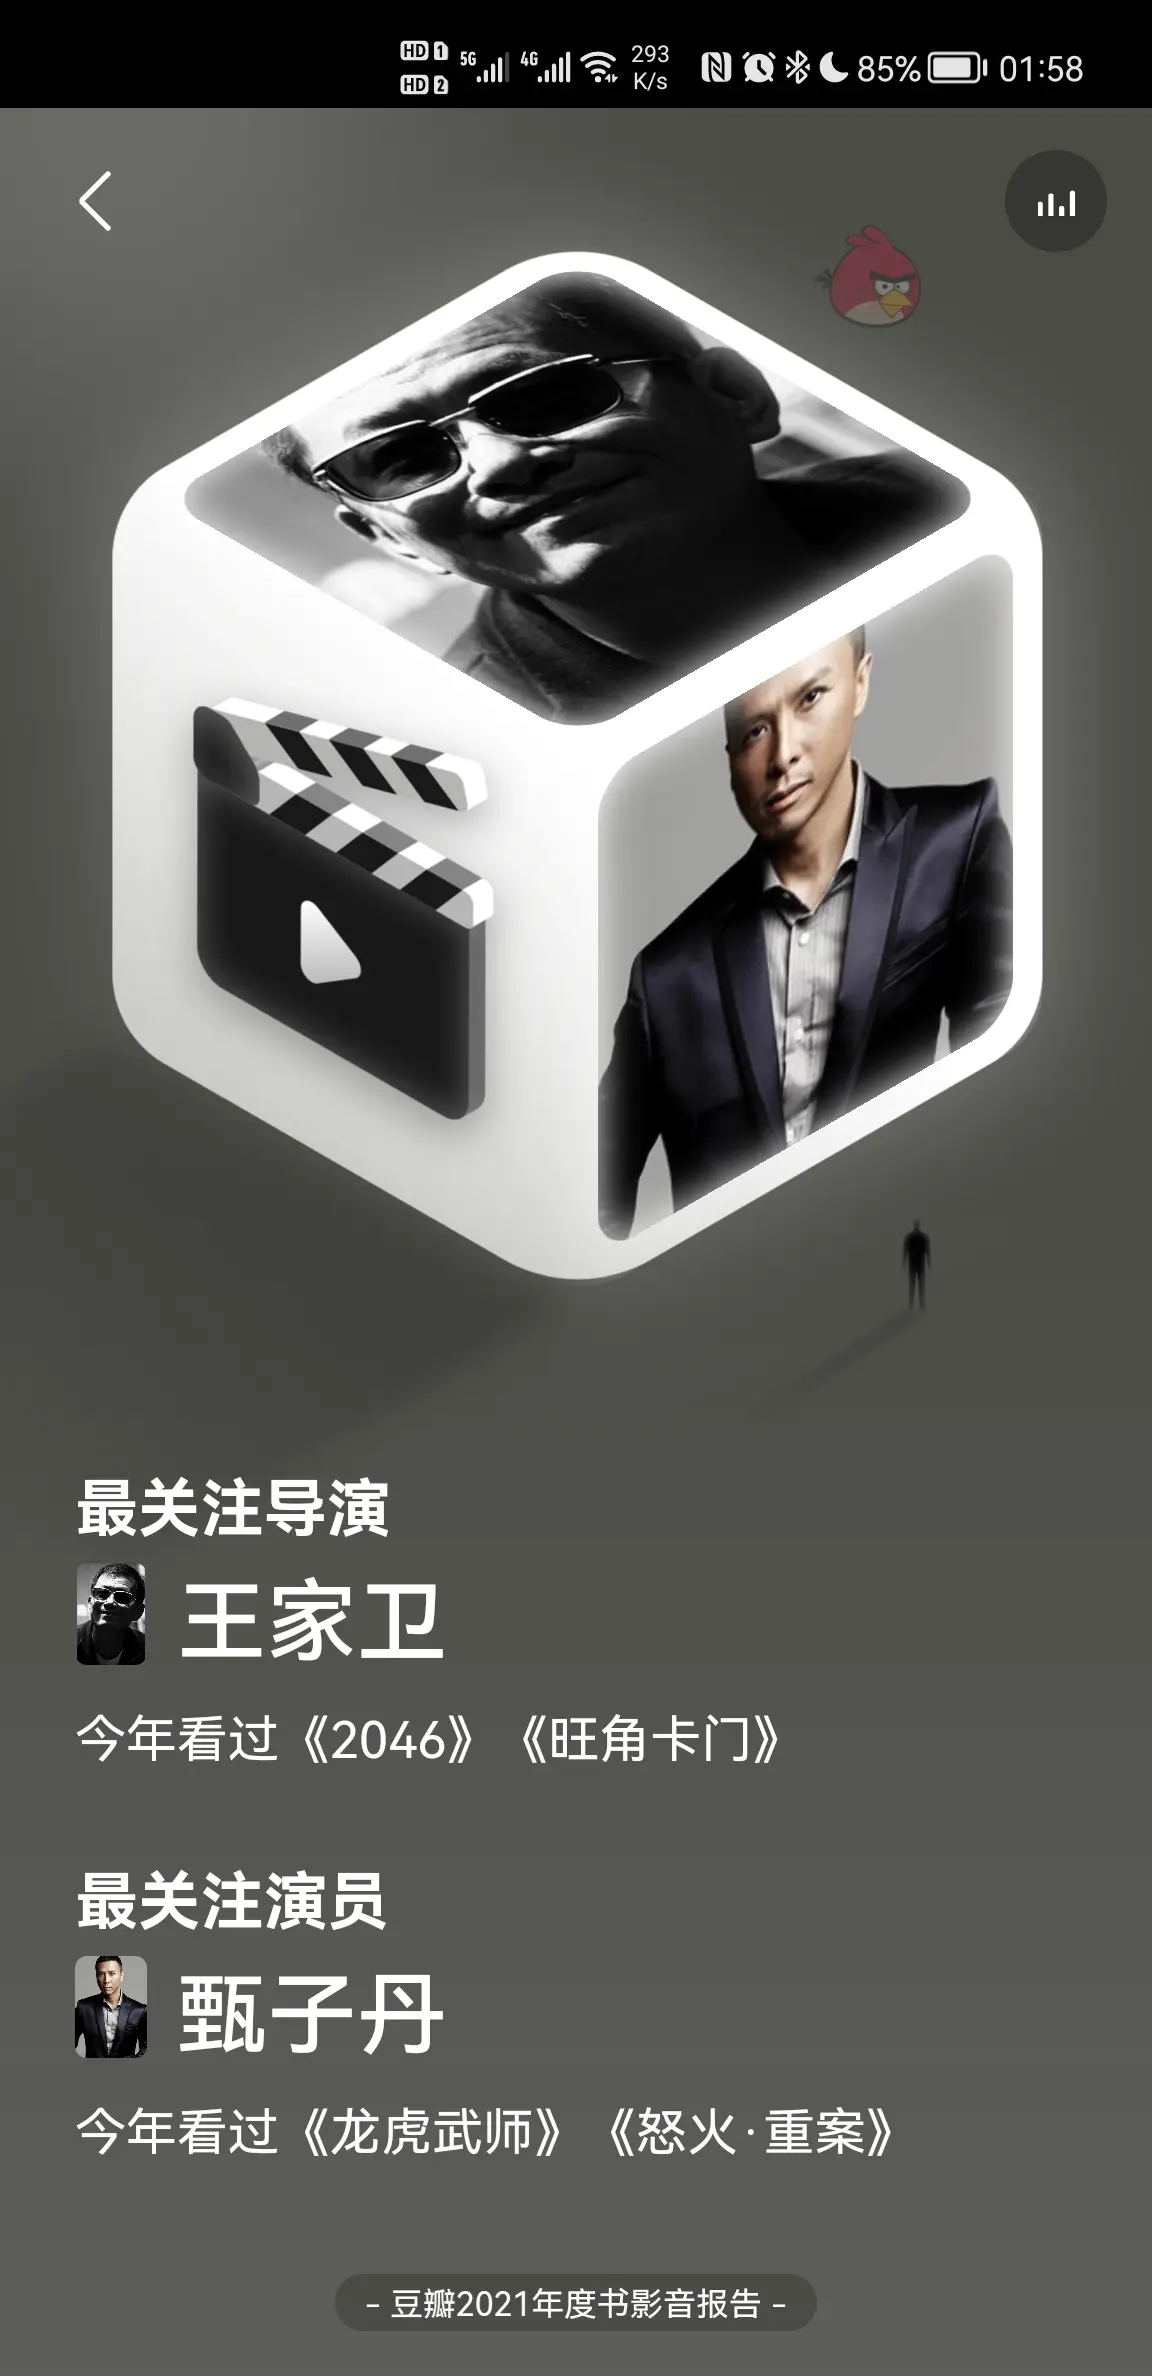 HD 1 5G 4G 293 85% 01:58
HD 2 K/s
最关注导演
王家卫
今年看过《2046》《旺角卡门》
最关注演员
甄子丹
今年看过《龙虎武师》《怒火·重案》
- 豆瓣2021年度书影音报告 -